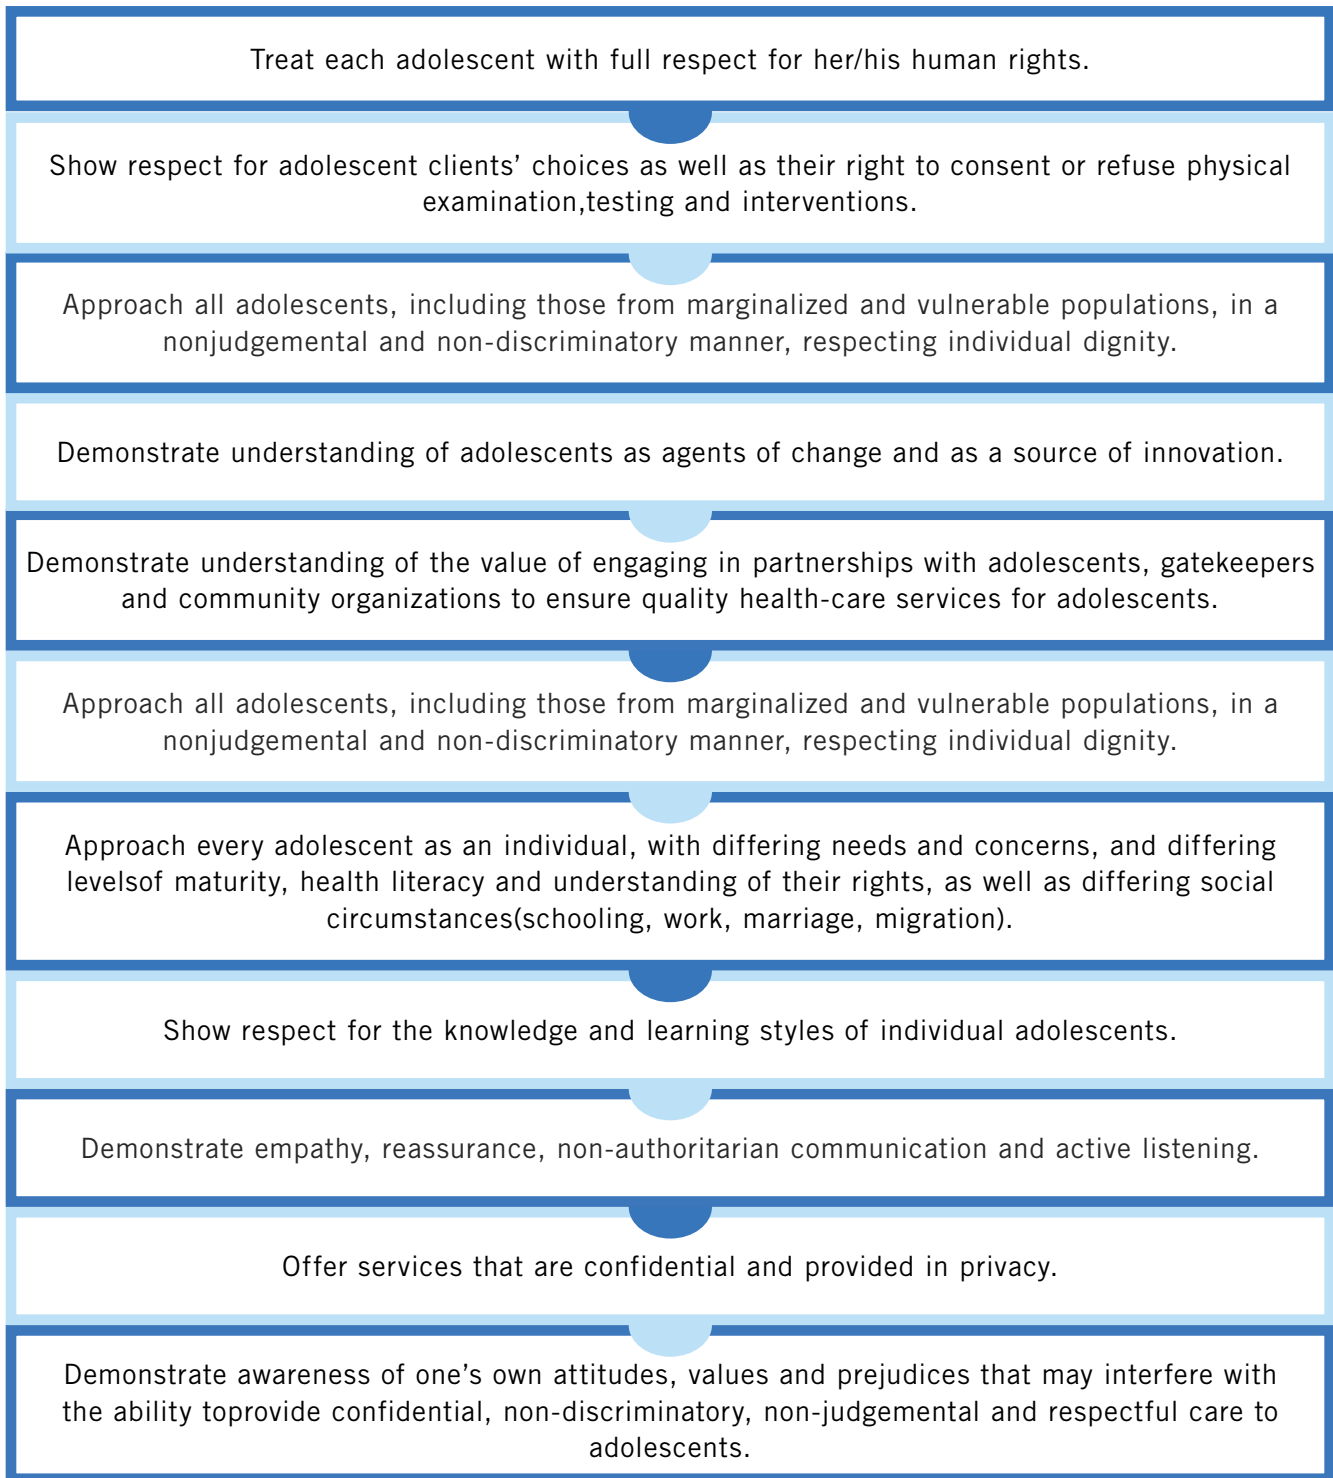 Treat each adolescent with full respect for her/his human rights.
Show respect for adolescent clients’ choices as well as their right to consent or refuse physical
examination,testing and interventions.
Approach all adolescents, including those from marginalized and vulnerable populations, in a
nonjudgemental and non-discriminatory manner, respecting individual dignity.
Demonstrate understanding of adolescents as agents of change and as a source of innovation.
Demonstrate understanding of the value of engaging in partnerships with adolescents, gatekeepers
and community organizations to ensure quality health-care services for adolescents.
Approach all adolescents, including those from marginalized and vulnerable populations, in a
nonjudgemental and non-discriminatory manner, respecting individual dignity.
Approach every adolescent as an individual, with differing needs and concerns, and differing
levelsof maturity, health literacy and understanding of their rights, as well as differing social
circumstances(schooling, work, marriage, migration).
Show respect for the knowledge and learning styles of individual adolescents.
Demonstrate empathy, reassurance, non-authoritarian communication and active listening.
Offer services that are confidential and provided in privacy.
Demonstrate awareness of one’s own attitudes, values and prejudices that may interfere with
the ability toprovide confidential, non-discriminatory, non-judgemental and respectful care to
adolescents.